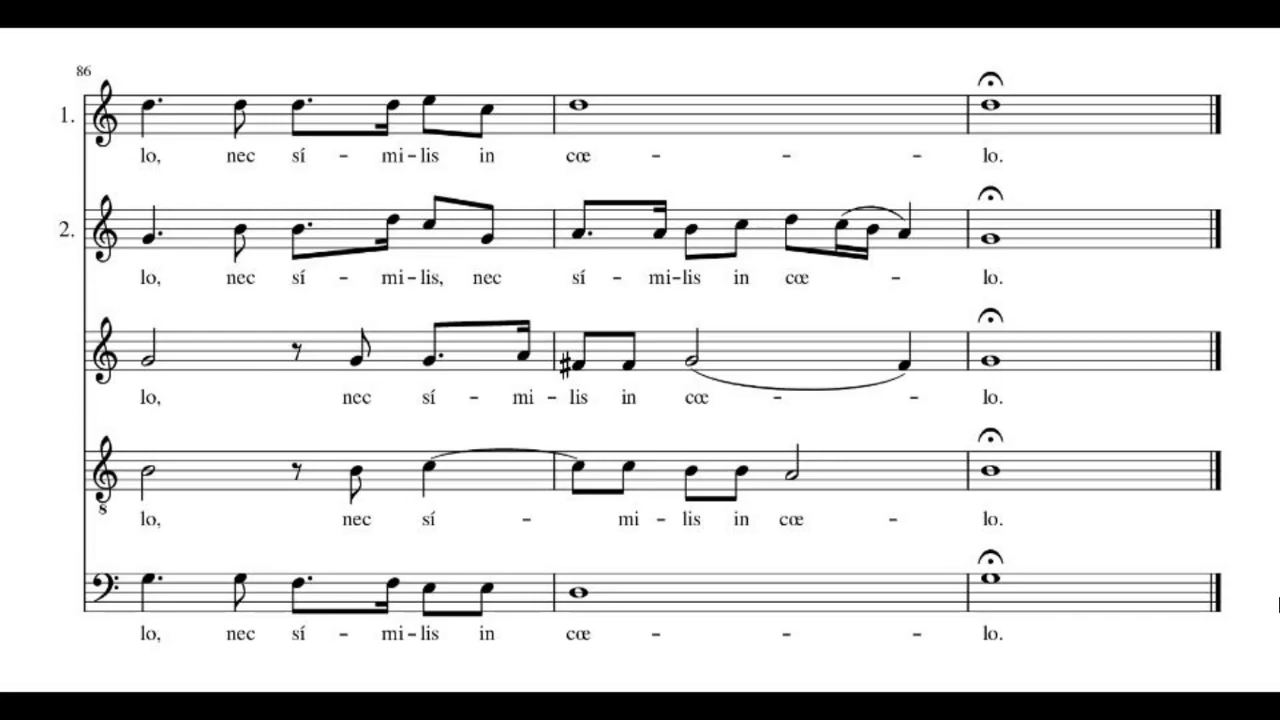 86
1.
lo, nec sí - mi - lis in cœ - - - lo.
2.
lo, nec sí - mi - lis, nec sí - mi - lis in cœ - lo.
lo, nec sí - mi - lis in cœ - - lo.
8
lo, nec sí - mi - lis in cœ - lo.
lo, nec sí - mi - lis in cœ - - - lo.